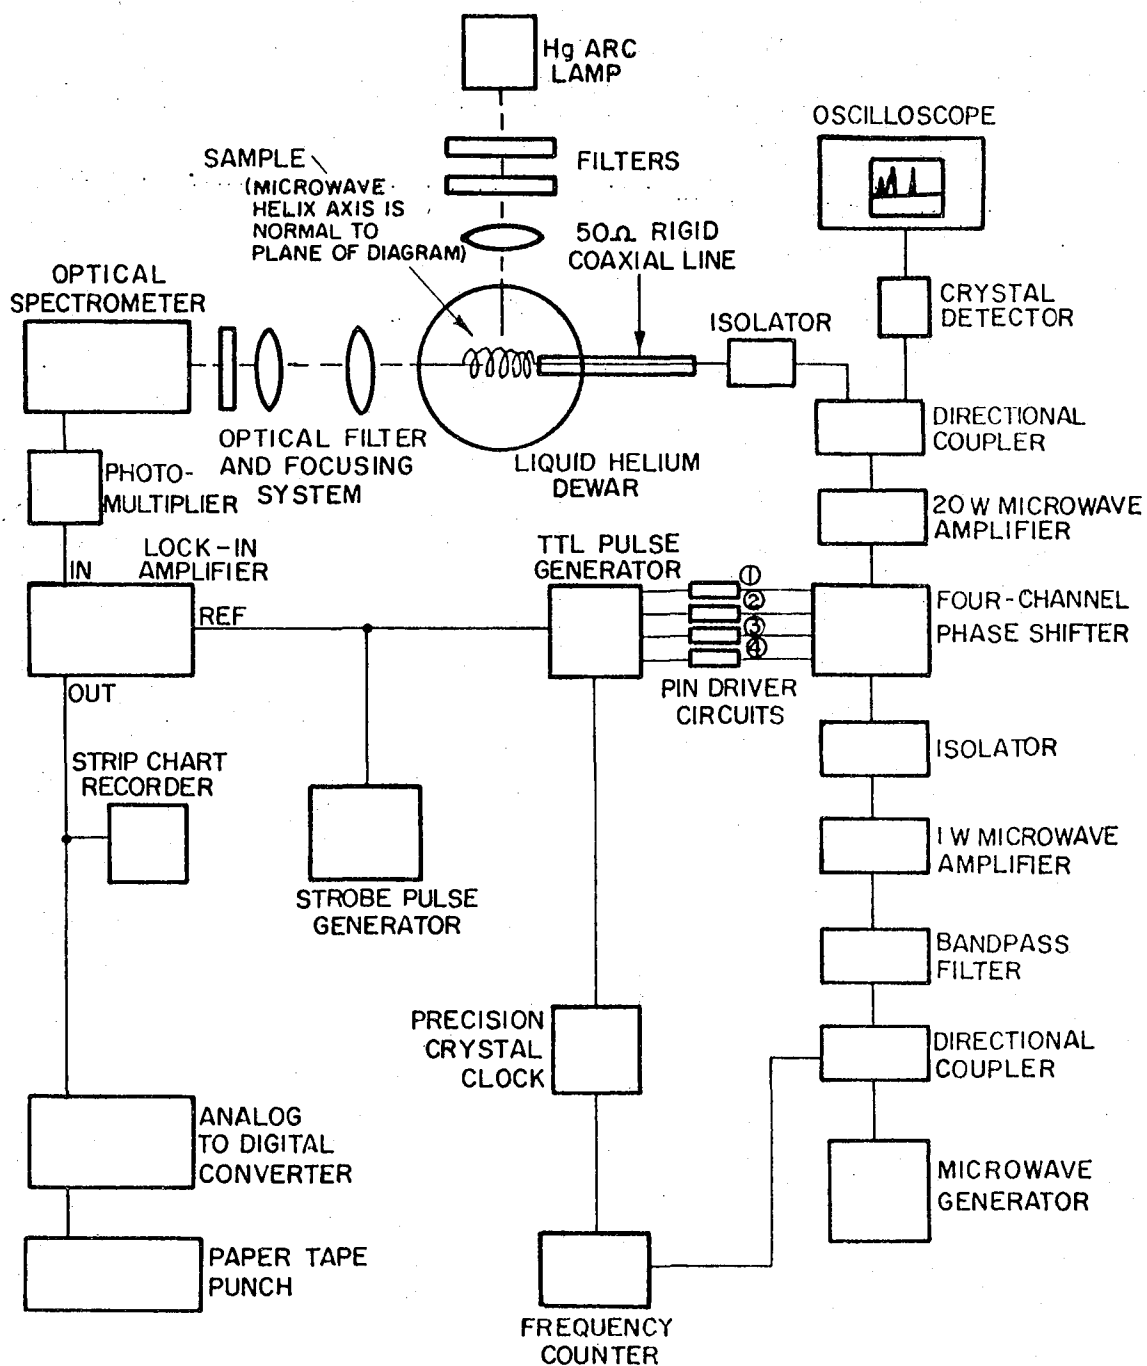 Hg ARC
LAMP
OSCILLOSCOPE
SAMPLE
(MICROWAVE
HELIX AXIS IS
NORMAL TO
PLANE OF DIAGRAM)
FILTERS
50Ω RIGID
COAXIAL LINE
OPTICAL
SPECTROMETER
ISOLATOR
CRYSTAL
DETECTOR
OPTICAL FILTER
AND FOCUSING
SYSTEM
LIQUID HELIUM
DEWAR
DIRECTIONAL
COUPLER
PHOTO-
MULTIPLIER
20 W MICROWAVE
AMPLIFIER
LOCK-IN
AMPLIFIER
IN
REF
OUT
TTL PULSE
GENERATOR
①
②
③
④
PIN DRIVER
CIRCUITS
FOUR-CHANNEL
PHASE SHIFTER
ISOLATOR
STRIP CHART
RECORDER
1 W MICROWAVE
AMPLIFIER
STROBE PULSE
GENERATOR
BANDPASS
FILTER
PRECISION
CRYSTAL
CLOCK
DIRECTIONAL
COUPLER
ANALOG
TO DIGITAL
CONVERTER
MICROWAVE
GENERATOR
PAPER TAPE
PUNCH
FREQUENCY
COUNTER